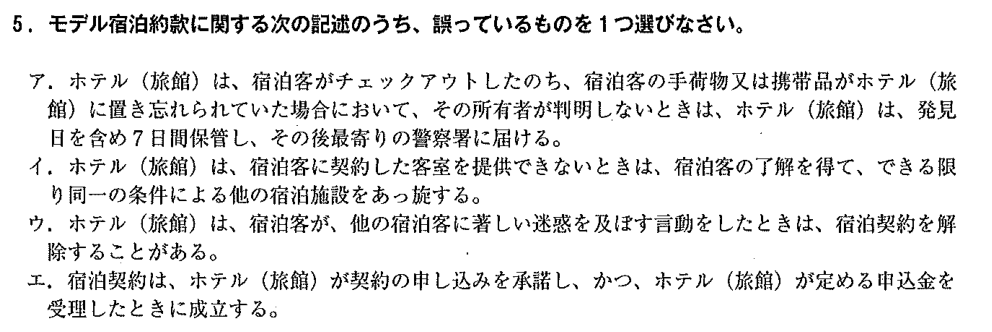 5．モデル宿泊約款に関する次の記述のうち、誤っているものを1つ選びなさい。
ア．ホテル（旅館）は、宿泊客がチェックアウトしたのち、宿泊客の手荷物又は携帯品がホテル（旅
館）に置き忘れられていた場合において、その所有者が判明しないときは、ホテル（旅館）は、発見
日を含め7日間保管し、その後最寄りの警察署に届ける。
イ．ホテル（旅館）は、宿泊客に契約した客室を提供できないときは、宿泊客の了解を得て、できる限
り同一の条件による他の宿泊施設をあっ旋する。
ウ．ホテル（旅館）は、宿泊客が、他の宿泊客に著しい迷惑を及ぼす言動をしたときは、宿泊契約を解
除することがある。
エ．宿泊契約は、ホテル（旅館）が契約の申し込みを承諾し、かつ、ホテル（旅館）が定める申込金を
受理したときに成立する。